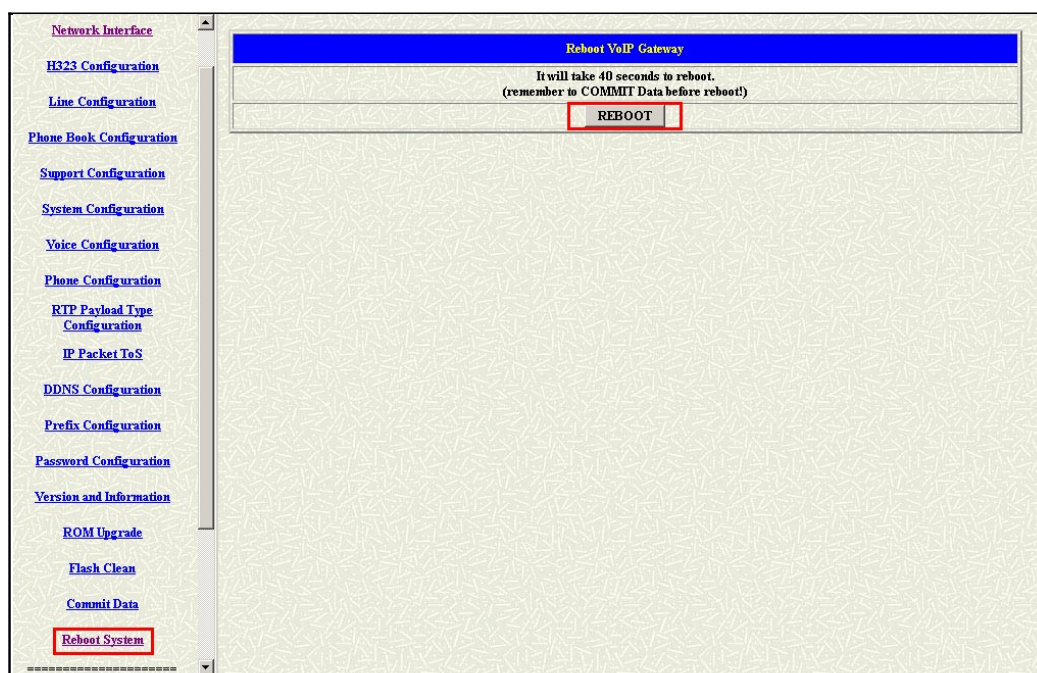 Network Interface
H323 Configuration
Line Configuration
Phone Book Configuration
Support Configuration
System Configuration
Voice Configuration
Phone Configuration
RTP Payload Type
Configuration
IP Packet ToS
DDNS Configuration
Prefix Configuration
Password Configuration
Version and Information
ROM Upgrade
Flash Clean
Commit Data
Reboot System
=====================
Reboot VoIP Gateway
It will take 40 seconds to reboot.
(remember to COMMIT Data before reboot!)
REBOOT